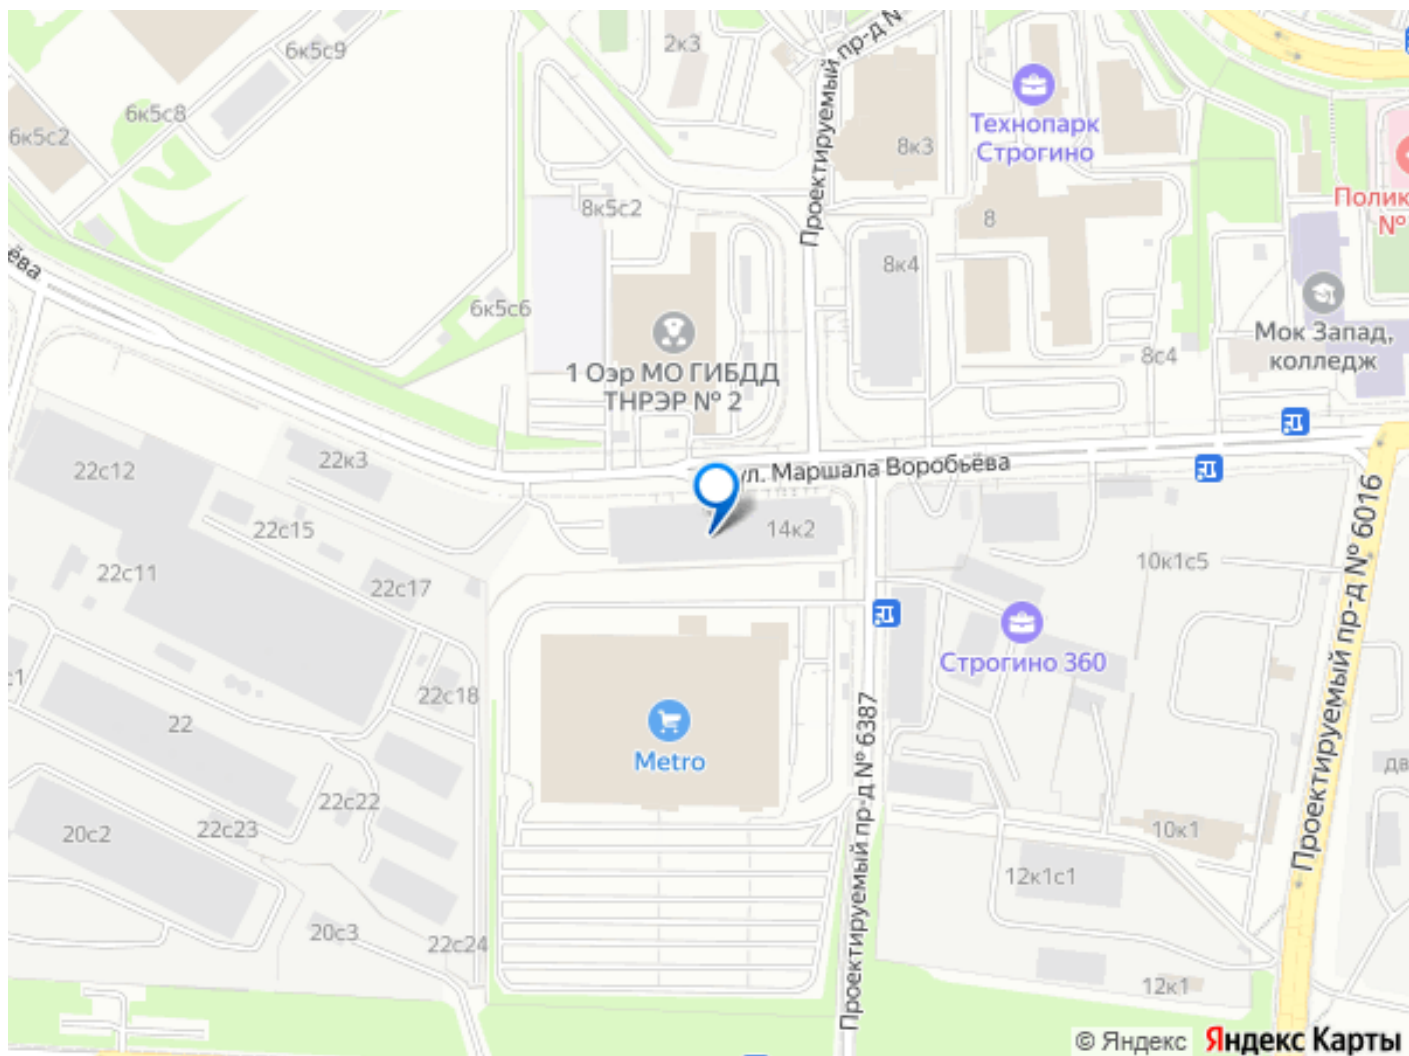 6к5с9
2к3
Проектируемый пр-д №
6к5с8
6к5с2
Технопарк
Строгино
8к3
8к5с2
8
8к4
6к5с6
1 Оэр МО ГИБДД
ТНРЭР № 2
8с4
Мок Запад,
колледж
22с12
22к3
ул. Маршала Воробьёва
22с15
14к2
Проектируемый пр-д № 6016
22с11
22с17
10к1с5
Строгино 360
22с18
22
Metro
Проектируемый пр-д № 6387
22с22
20с2
22с23
10к1
12к1с1
20с3
22с24
12к1
© Яндекс Яндекс Карты